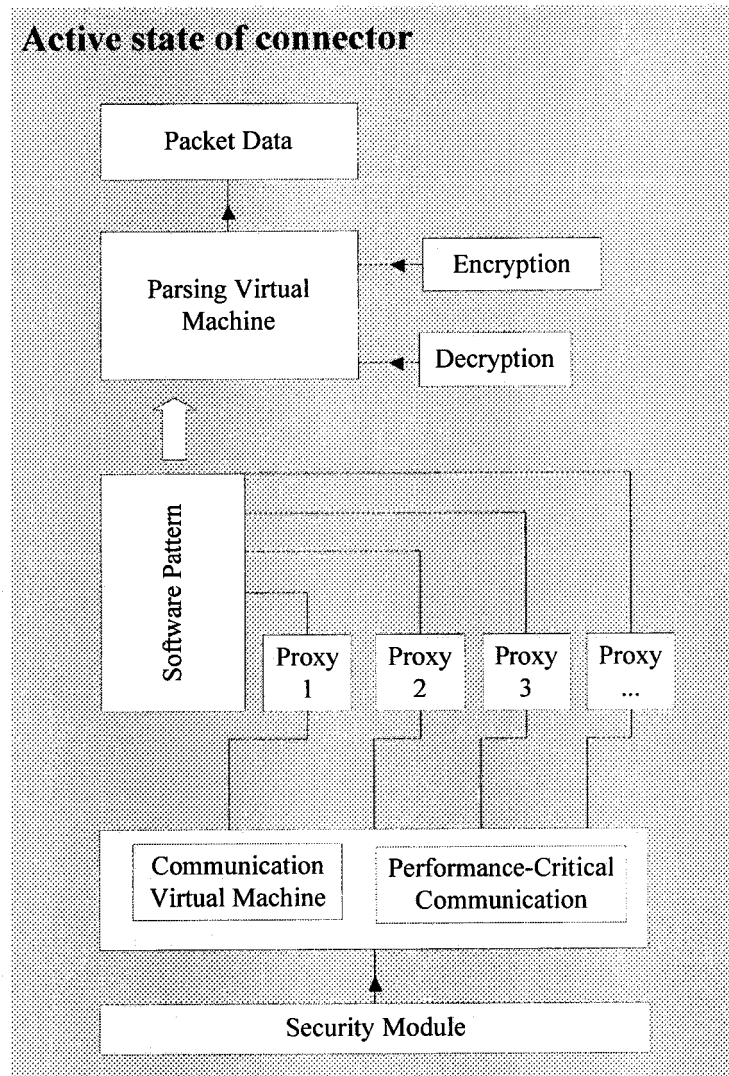 Active state of connector
Packet Data
Parsing Virtual
Machine
Encryption
Decryption
Software Pattern
Proxy
1
Proxy
2
Proxy
3
Proxy
...
Communication
Virtual Machine
Performance-Critical
Communication
Security Module